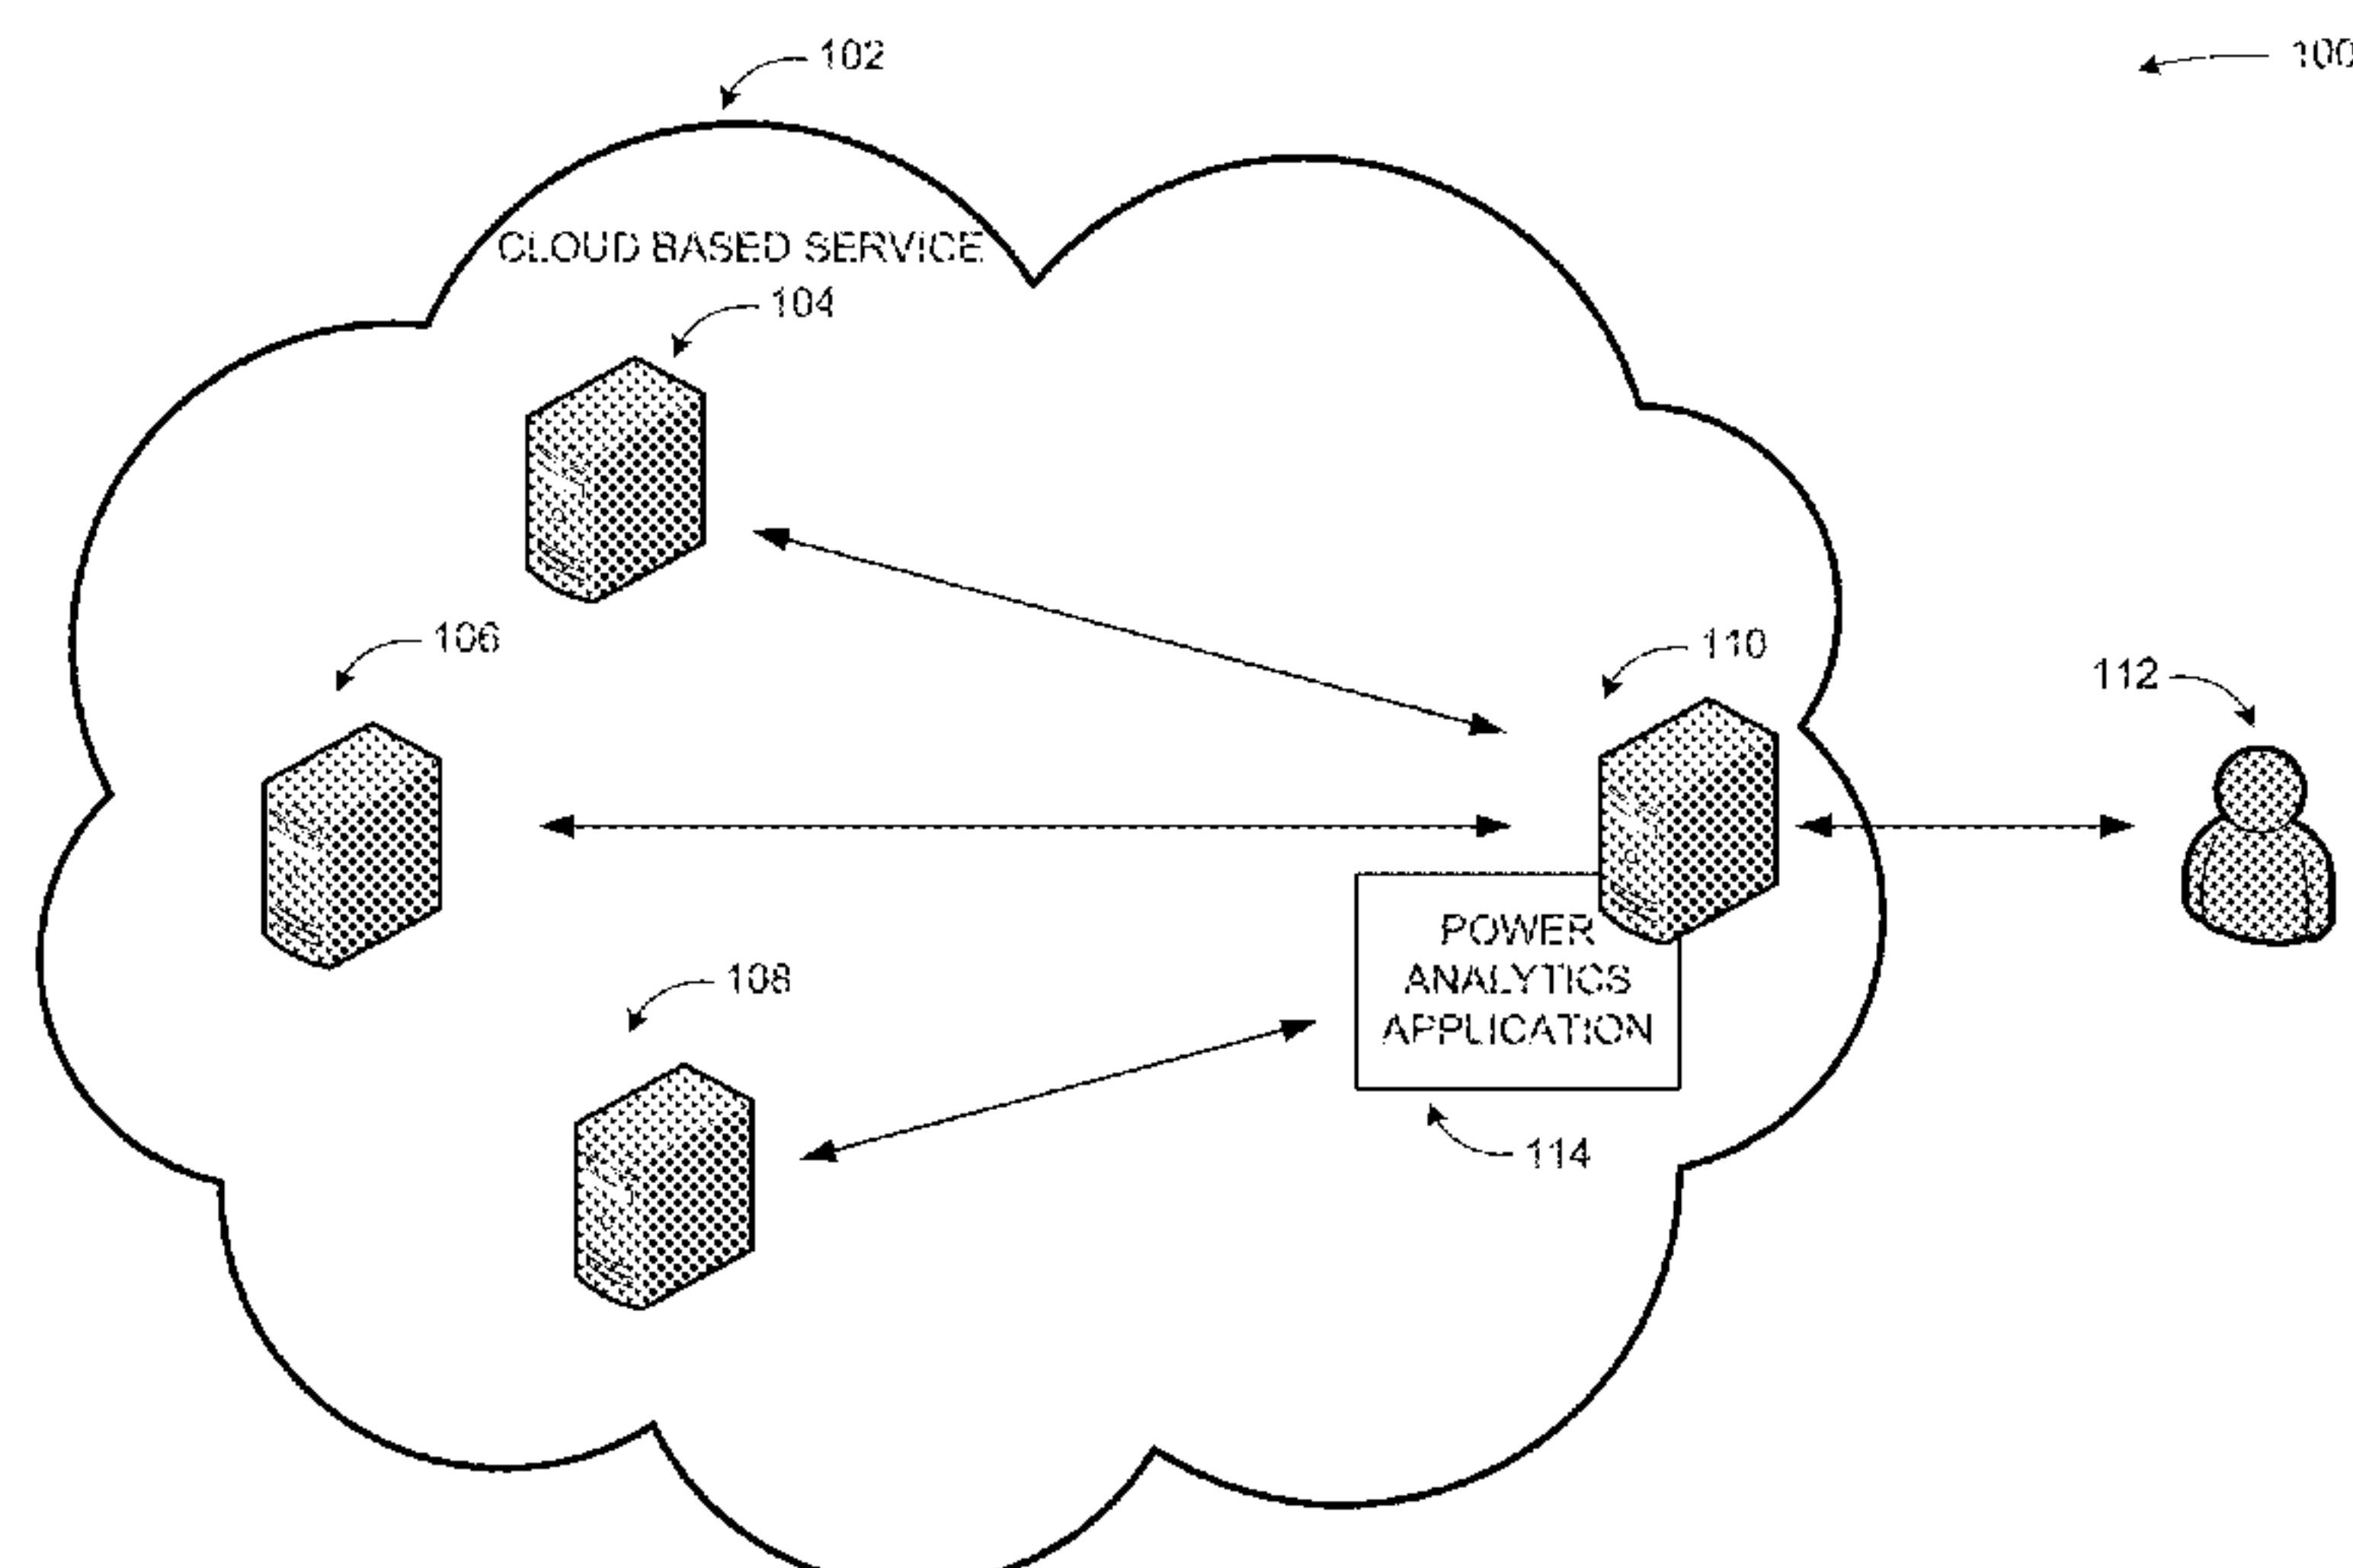 102
100
CLOUD BASED SERVICE
104
106
110
112
POWER
ANALYTICS
APPLICATION
108
114